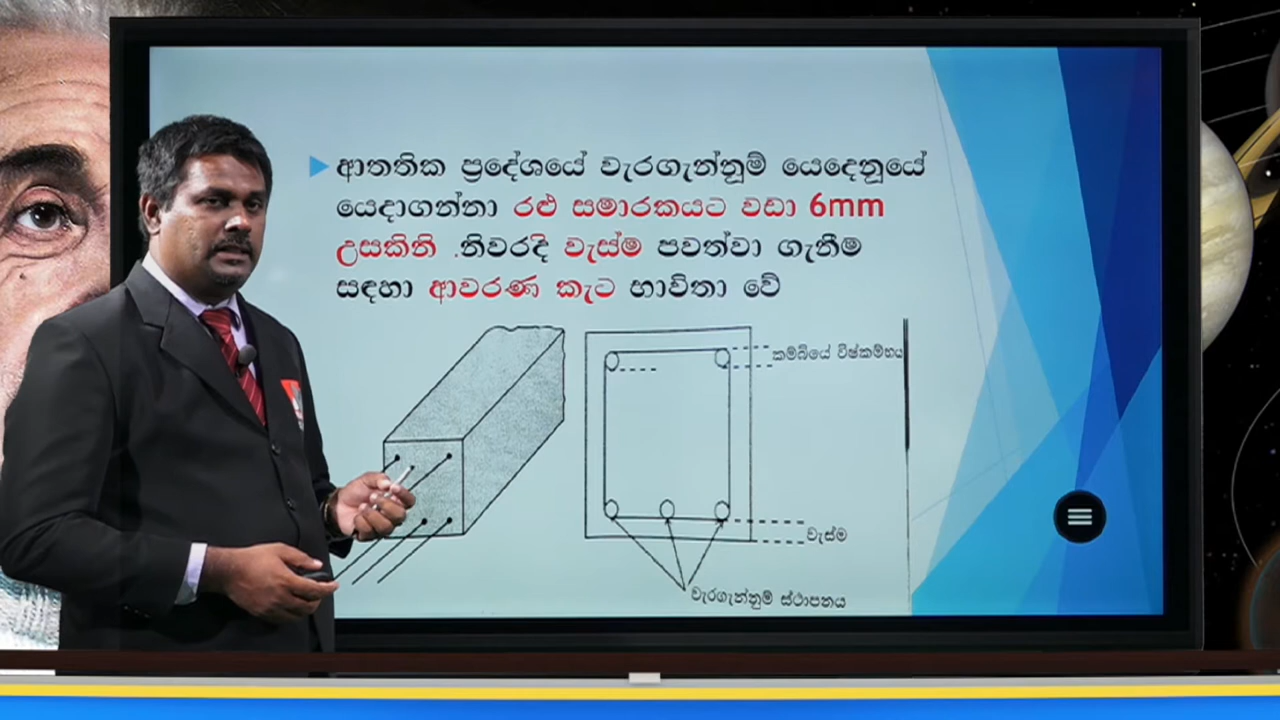 ආතතික ප්‍රදේශයේ වැරගැන්නූම් යෙදෙනුයේ
යෙදාගන්නා රළු සමාරකයට වඩා 6mm
උසකිනි .නිවරදි වැස්ම පවත්වා ගැනීම
සඳහා ආවරණ කැට භාවිතා වේ
කම්බියේ විෂ්කම්භය
වැස්ම
වැරගැන්නුම් ස්ථාපනය